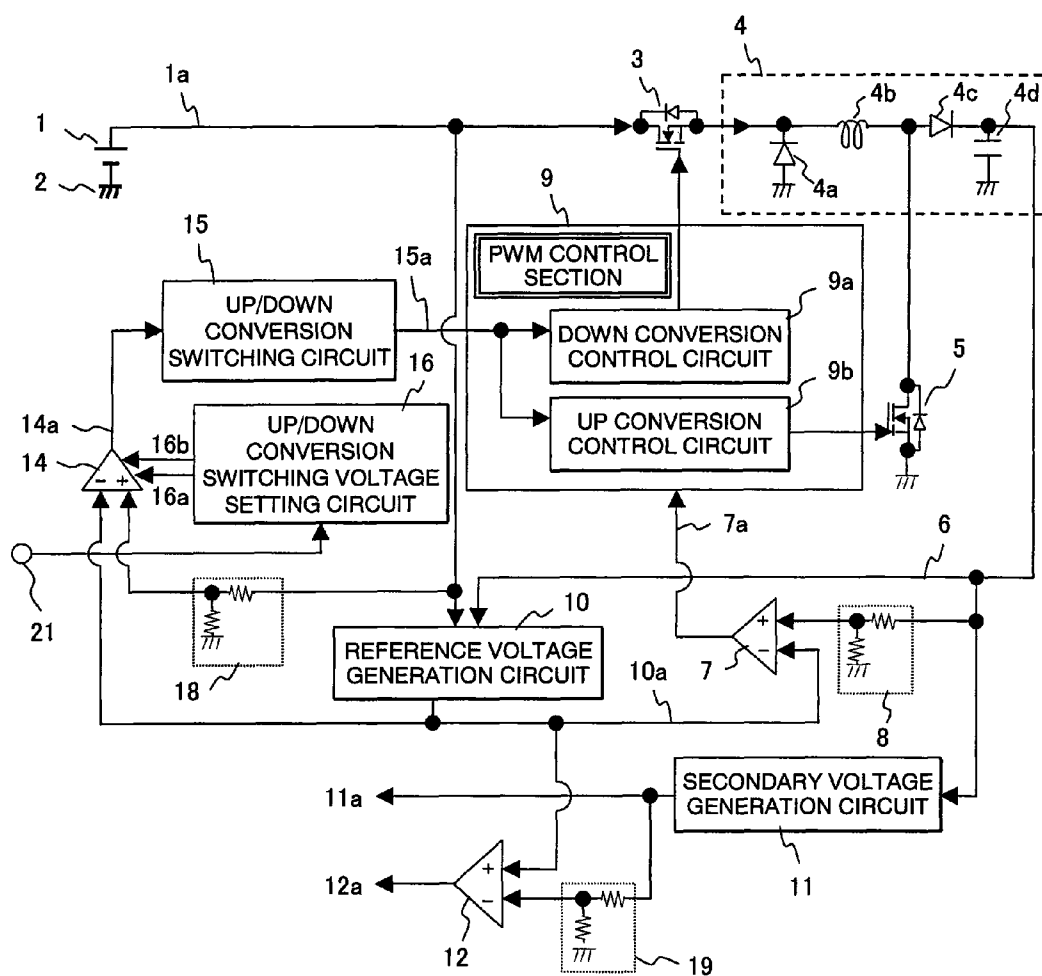 4
3
1a
4b
4c
4d
1
2
4a
9
15
PWM CONTROL
SECTION
15a
9a
UP/DOWN
CONVERSION
SWITCHING CIRCUIT
DOWN CONVERSION
CONTROL CIRCUIT
16
9b
5
14a
UP/DOWN
CONVERSION
SWITCHING VOLTAGE
SETTING CIRCUIT
UP CONVERSION
CONTROL CIRCUIT
16b
14
- +
16a
7a
6
21
10
18
REFERENCE VOLTAGE
GENERATION CIRCUIT
+
-
7
10a
8
11a
SECONDARY VOLTAGE
GENERATION CIRCUIT
11
12a
+
-
12
19